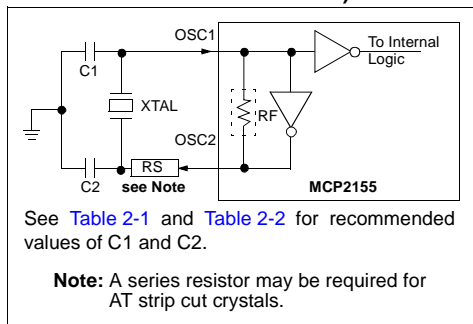 OSC1
To Internal
Logic
C1
XTAL
RF
OSC2
RS
C2
see Note
MCP2155
See Table 2-1 and Table 2-2 for recommended
values of C1 and C2.
Note: A series resistor may be required for
AT strip cut crystals.